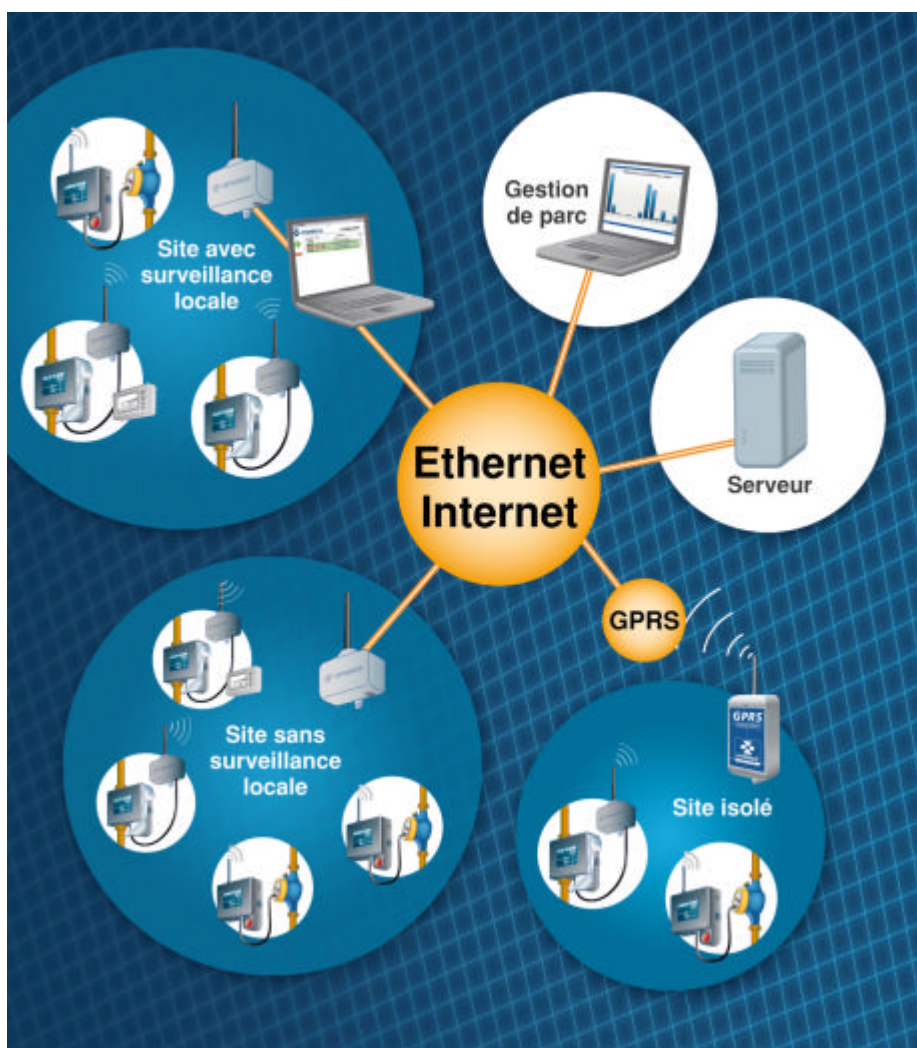 Site avec
surveillance
locale
Gestion
de parc
Ethernet
Internet
Serveur
GPRS
GPRS
Site sans
surveillance
locale
Site isolé